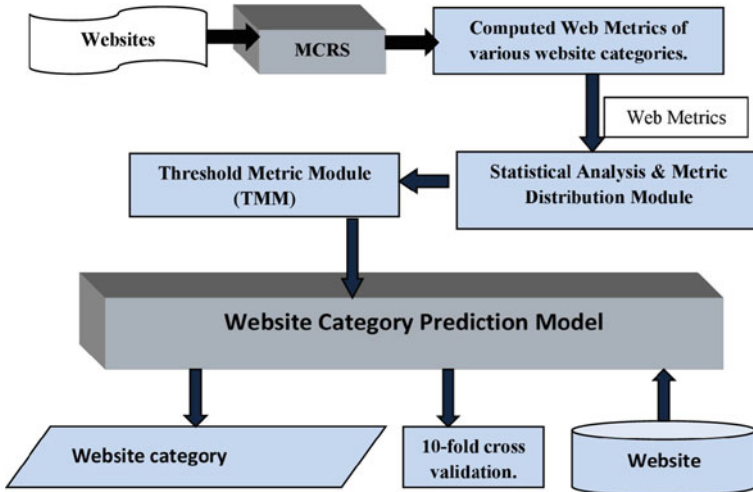 Websites
MCRS
Computed Web Metrics of
various website categories.
Web Metrics
Threshold Metric Module
(TMM)
Statistical Analysis & Metric
Distribution Module
Website Category Prediction Model
Website category
10-fold cross
validation.
Website